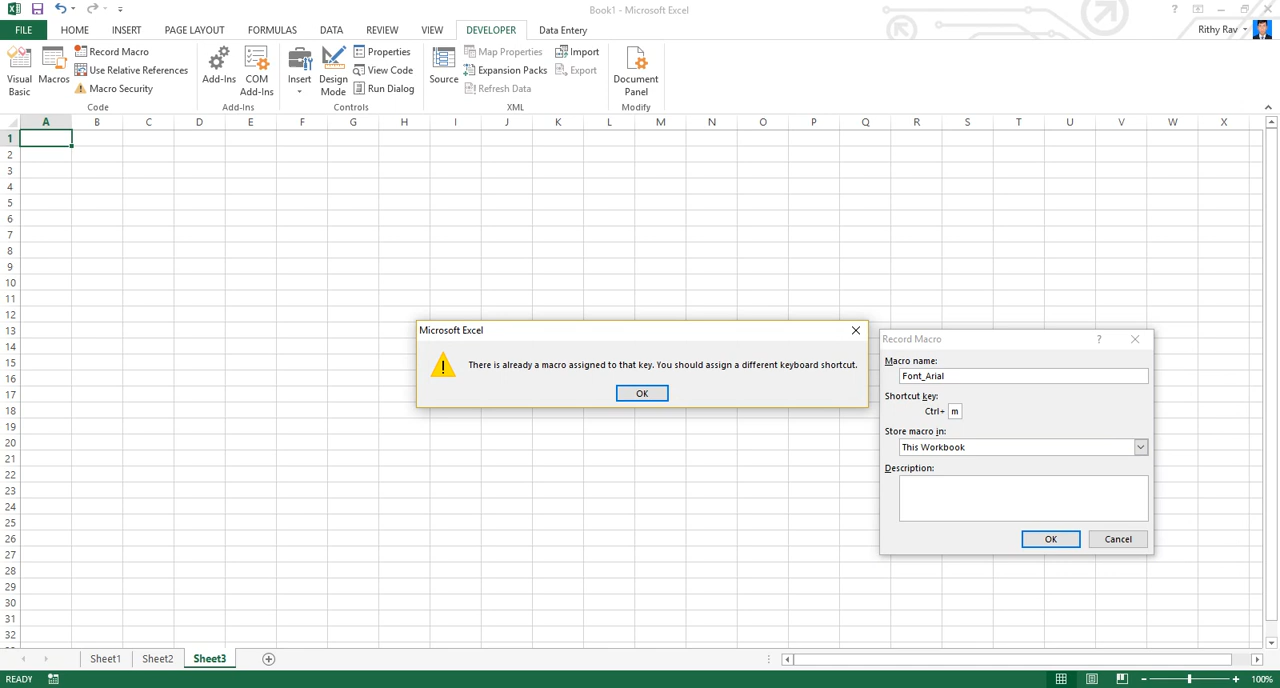 Book1 - Microsoft Excel
FILE HOME INSERT PAGE LAYOUT FORMULAS DATA REVIEW VIEW DEVELOPER Data Entery
Rithy Rav
Visual Basic
Macros
Record Macro
Use Relative References
Macro Security
Code
Add-Ins
COM Add-Ins
Add-Ins
Insert
Design Mode
Properties
View Code
Run Dialog
Controls
Source
Map Properties
Expansion Packs
Refresh Data
Import
Export
XML
Document Panel
Modify
A B C D E F G H I J K L M N O P Q R S T U V W X
1
2
3
4
5
6
7
8
9
10
11
12
13
14
15
16
17
18
19
20
21
22
23
24
25
26
27
28
29
30
31
32
Microsoft Excel
There is already a macro assigned to that key. You should assign a different keyboard shortcut.
OK
Record Macro
Macro name:
Font_Arial
Shortcut key:
Ctrl+ m
Store macro in:
This Workbook
Description:
OK Cancel
Sheet1 Sheet2 Sheet3
READY
100%